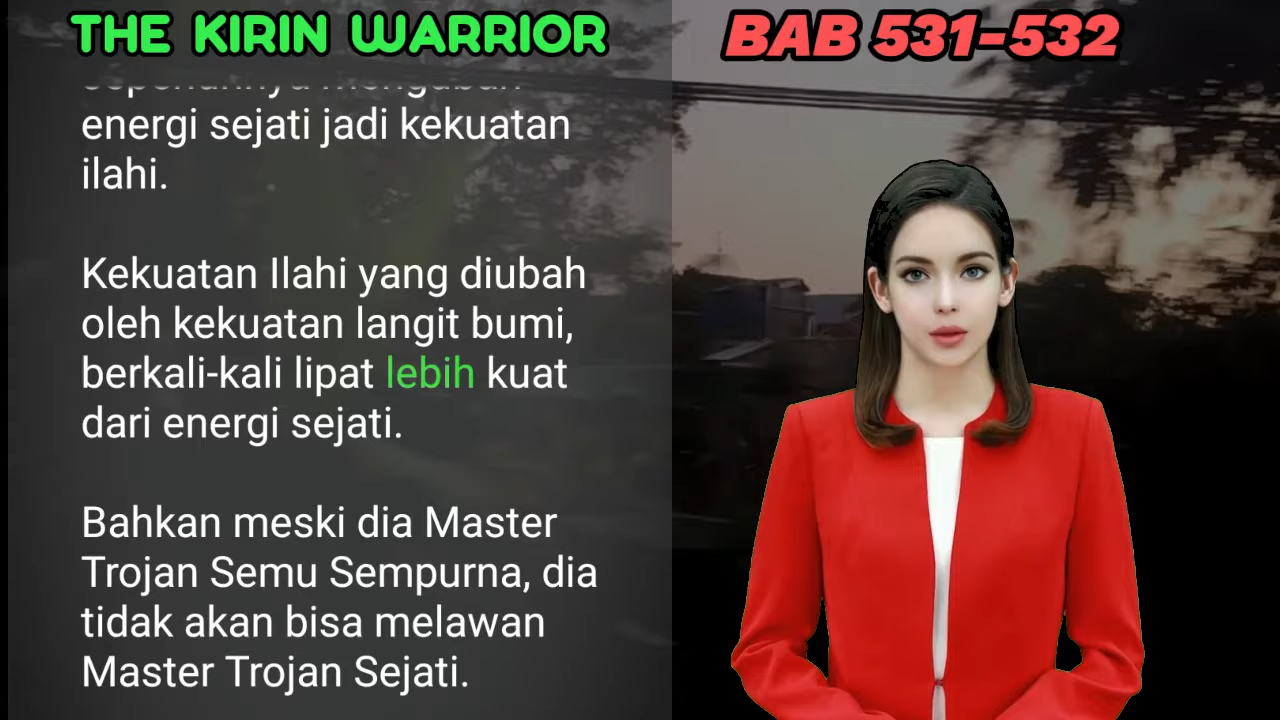 THE KIRIN WARRIOR
BAB 531-532
energi sejati jadi kekuatan
ilahi.
Kekuatan Ilahi yang diubah
oleh kekuatan langit bumi,
berkali-kali lipat lebih kuat
dari energi sejati.
Bahkan meski dia Master
Trojan Semu Sempurna, dia
tidak akan bisa melawan
Master Trojan Sejati.